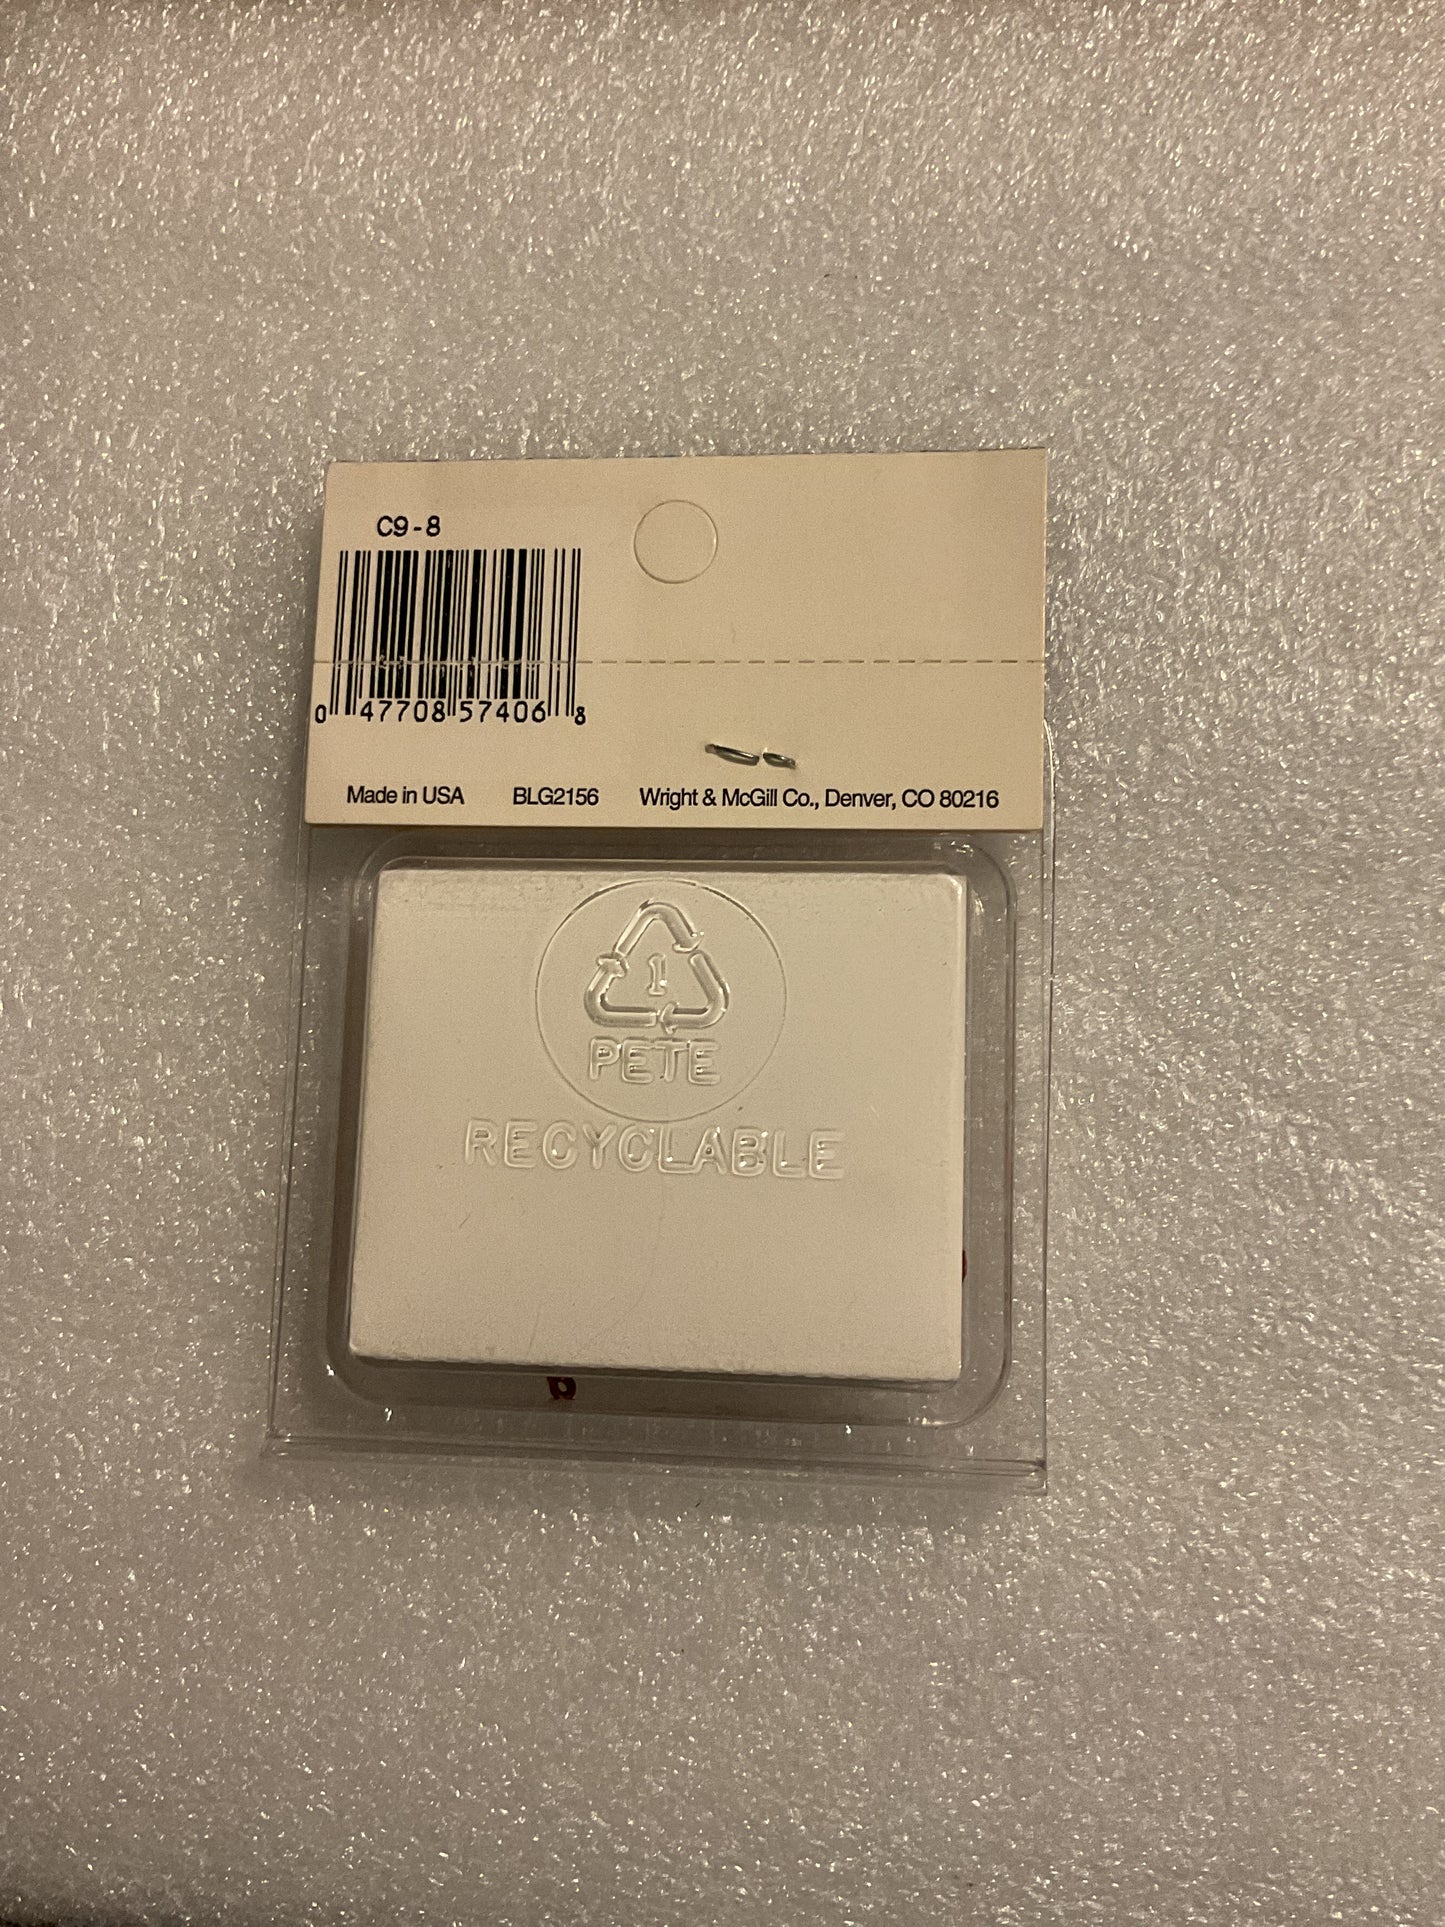 C9-8
0 47708 57406 8
Made in USA BLG2156 Wright & McGill Co., Denver, CO 80216
1
PETE
RECYCLABLE